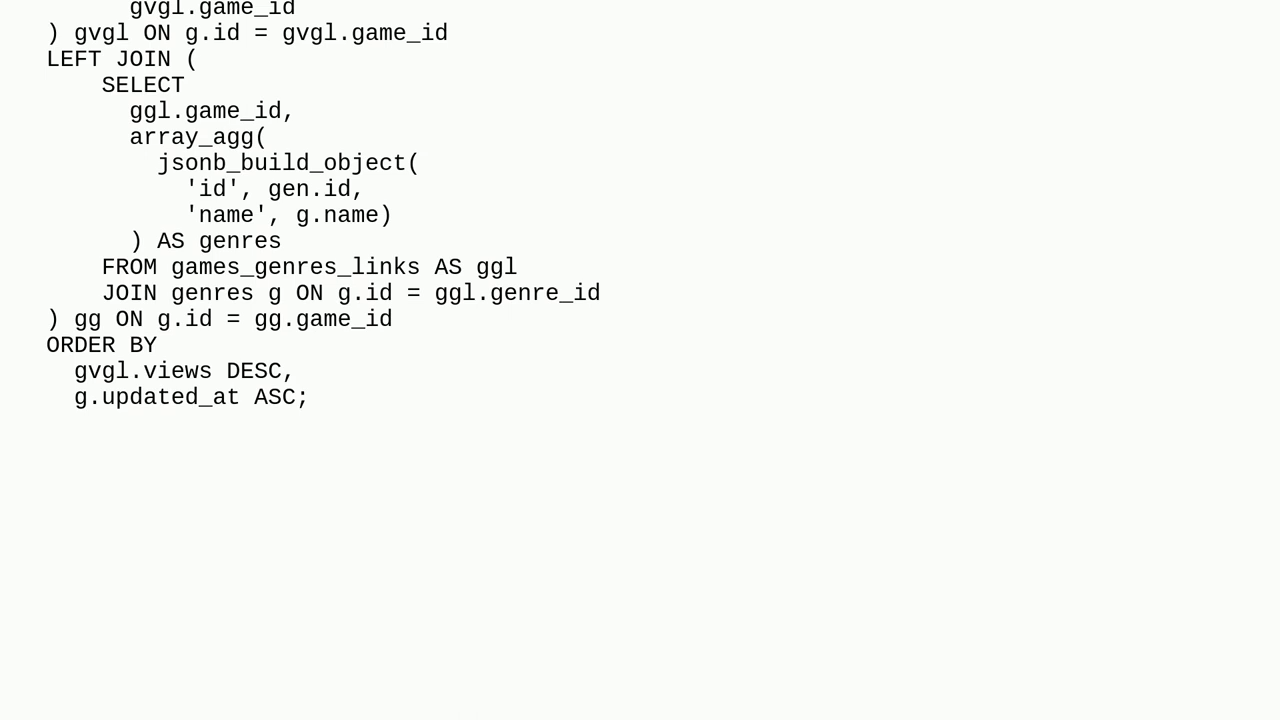 gvgl.game_id
) gvgl ON g.id = gvgl.game_id
LEFT JOIN (
SELECT
ggl.game_id,
array_agg(
jsonb_build_object(
'id', gen.id,
'name', g.name)
) AS genres
FROM games_genres_links AS ggl
JOIN genres g ON g.id = ggl.genre_id
) gg ON g.id = gg.game_id
ORDER BY
gvgl.views DESC,
g.updated_at ASC;